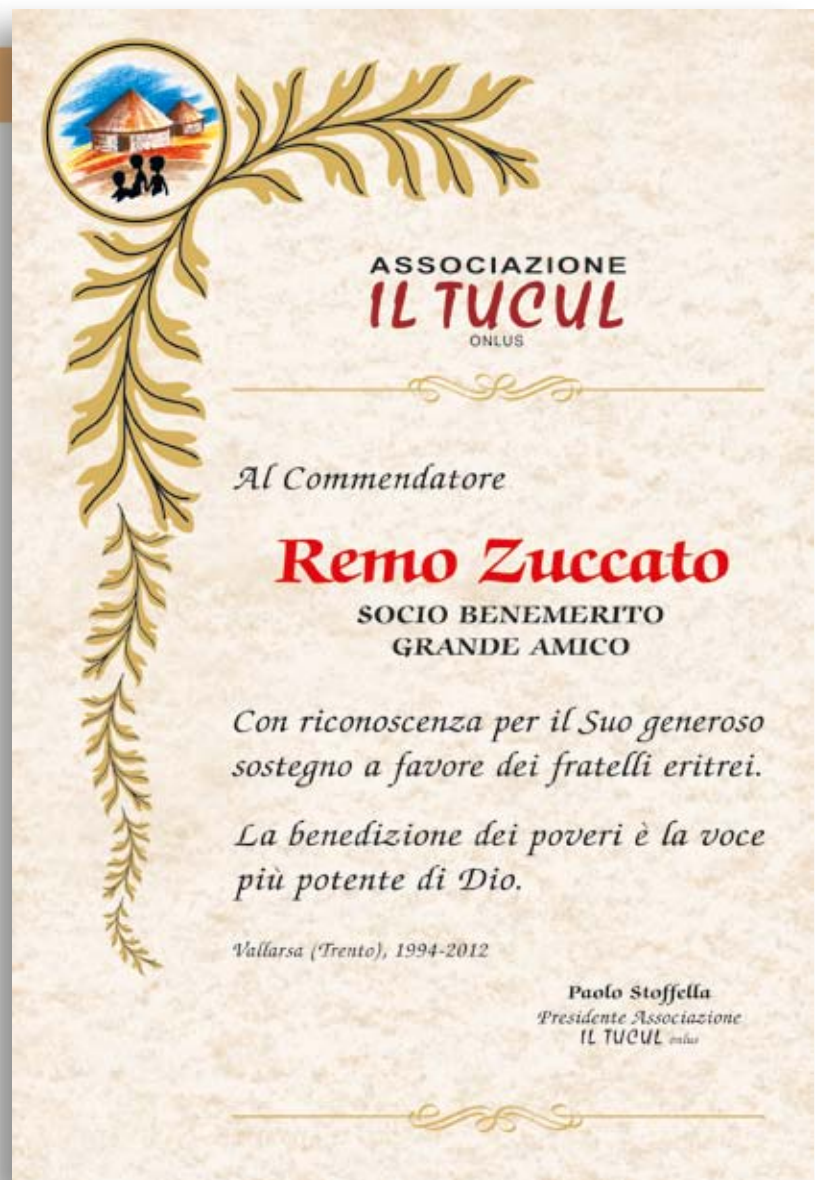 ASSOCIAZIONE
IL TUCUL
ONLUS
Al Commendatore
Remo Zuccato
SOCIO BENEMERITO
GRANDE AMICO
Con riconoscenza per il Suo generoso
sostegno a favore dei fratelli eritrei.
La benedizione dei poveri è la voce
più potente di Dio.
Vallarsa (Trento), 1994-2012
Paolo Stoffella
Presidente Associazione
IL TUCUL onlus